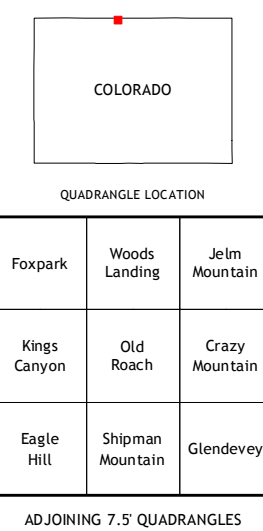 COLORADO
QUADRANGLE LOCATION
Foxpark
Woods
Landing
Jelm
Mountain
Kings
Canyon
Old
Roach
Crazy
Mountain
Eagle
Hill
Shipman
Mountain
Glendevey
ADJOINING 7.5' QUADRANGLES